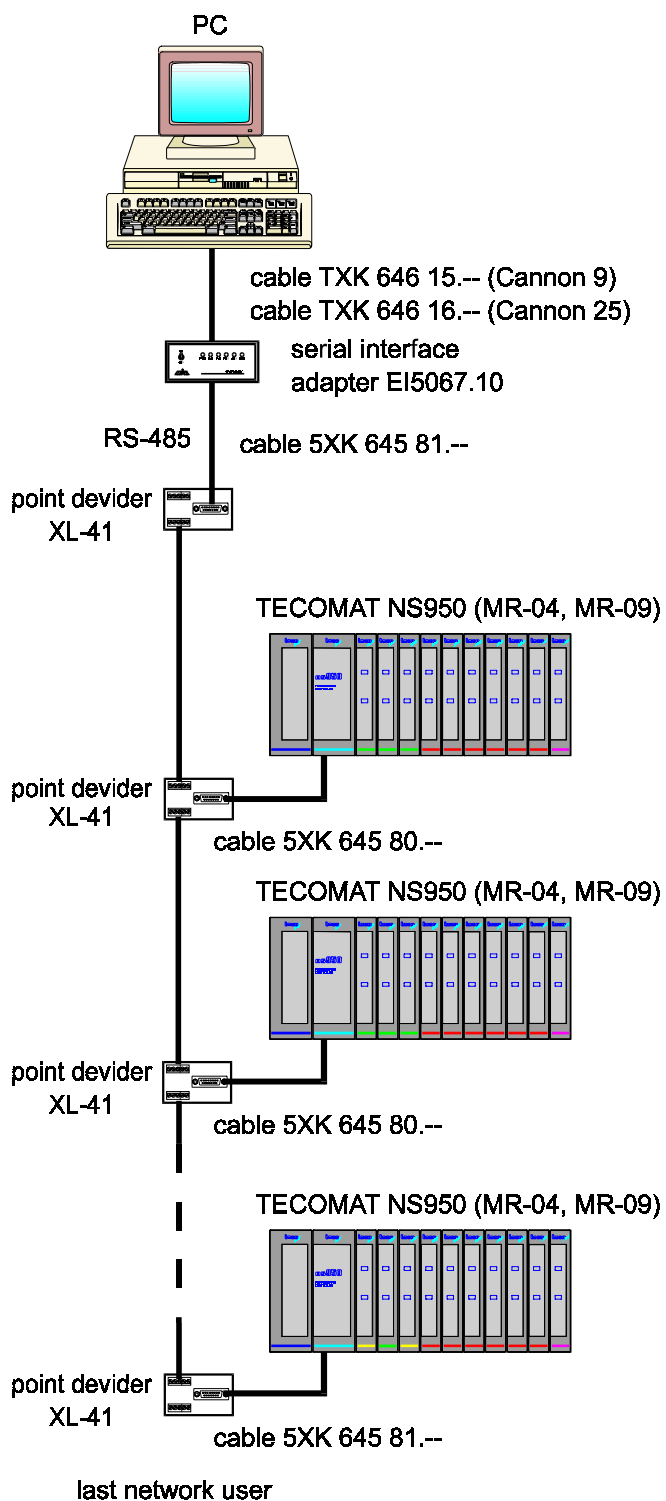 PC
cable TXK 646 15.-- (Cannon 9)
cable TXK 646 16.-- (Cannon 25)
serial interface
adapter EI5067.10
RS-485
cable 5XK 645 81.--
point devider
XL-41
TECOMAT NS950 (MR-04, MR-09)
ns950
point devider
XL-41
cable 5XK 645 80.--
TECOMAT NS950 (MR-04, MR-09)
ns950
point devider
XL-41
cable 5XK 645 80.--
TECOMAT NS950 (MR-04, MR-09)
ns950
point devider
XL-41
cable 5XK 645 81.--
last network user